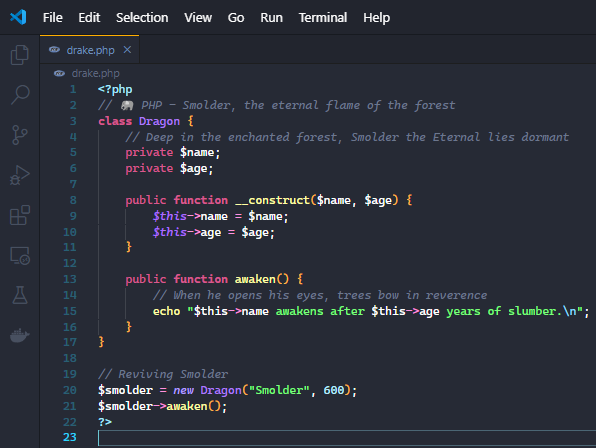 File Edit Selection View Go Run Terminal Help
drake.php ×
drake.php
1 <?php
2 // 🐘 PHP – Smolder, the eternal flame of the forest
3 class Dragon {
4     // Deep in the enchanted forest, Smolder the Eternal lies dormant
5     private $name;
6     private $age;
7
8     public function __construct($name, $age) {
9         $this->name = $name;
10         $this->age = $age;
11     }
12
13     public function awaken() {
14         // When he opens his eyes, trees bow in reverence
15         echo "$this->name awakens after $this->age years of slumber.\n";
16     }
17 }
18
19 // Reviving Smolder
20 $smolder = new Dragon("Smolder", 600);
21 $smolder->awaken();
22 ?>
23